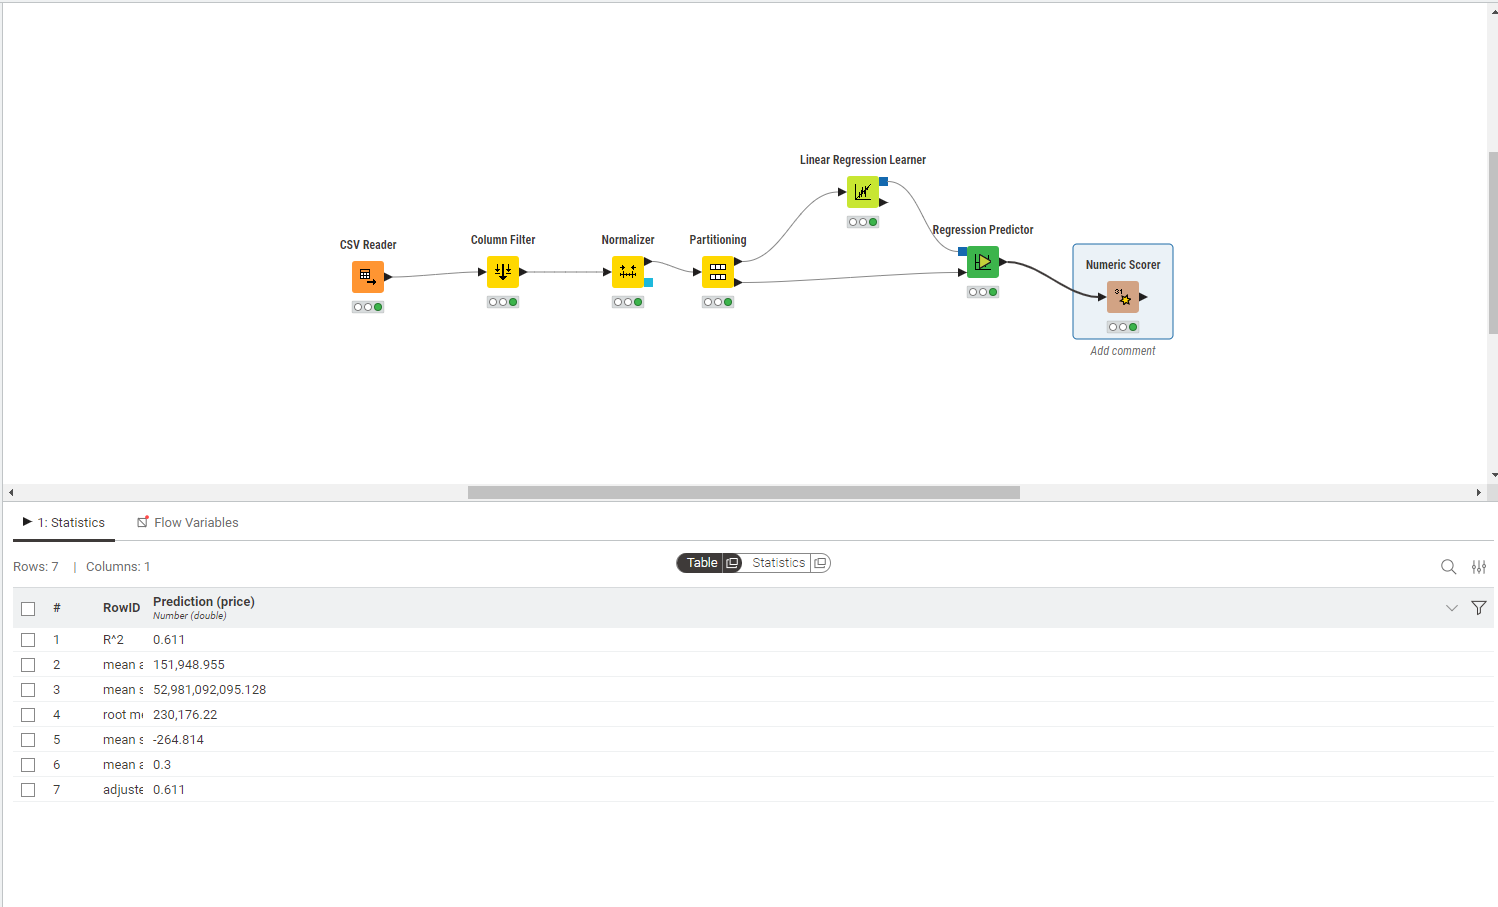 Linear Regression Learner
Regression Predictor
CSV Reader
Column Filter
Normalizer
Partitioning
Numeric Scorer
Add comment
1: Statistics
Flow Variables
Rows: 7 | Columns: 1
Table
Statistics
# RowID Prediction (price)
Number (double)
1 R^2 0.611
2 mean 151,948.955
3 mean 52,981,092,095.128
4 root 230,176.22
5 mean -264.814
6 mean 0.3
7 0.611